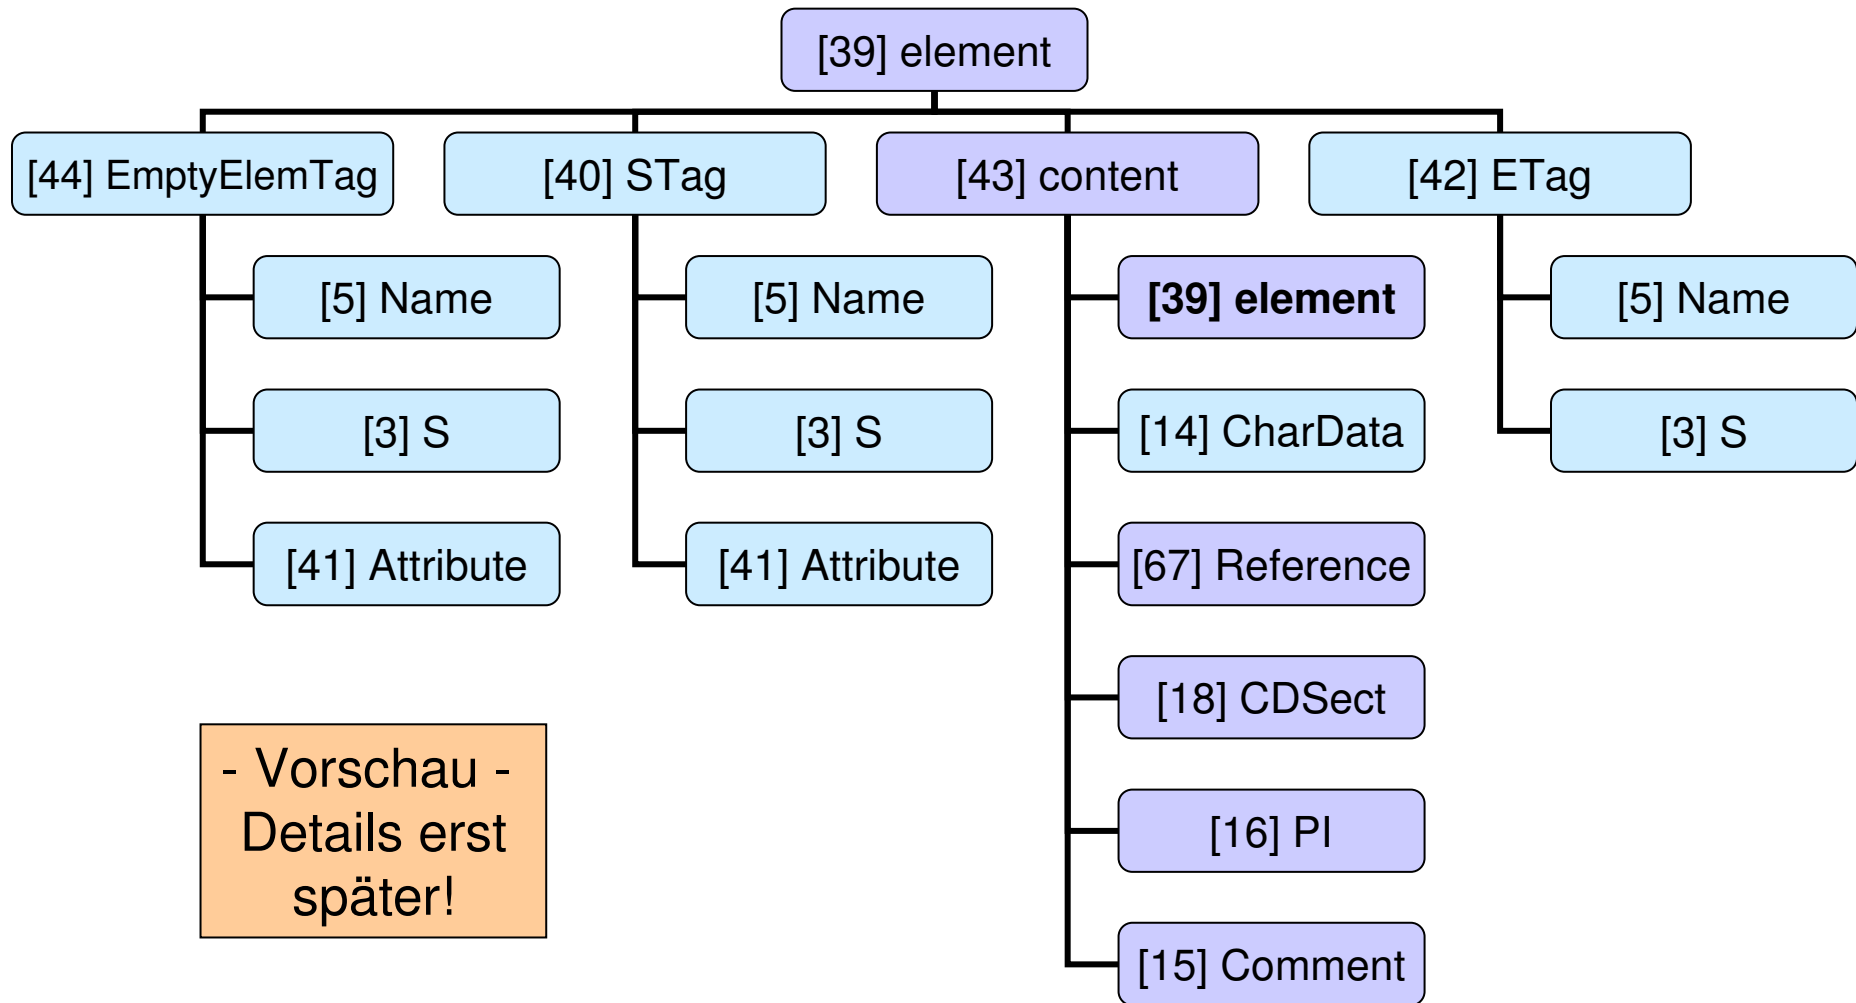 [39] element
[44] EmptyElemTag
[40] STag
[43] content
[42] ETag
[5] Name
[5] Name
[39] element
[5] Name
[3] S
[3] S
[14] CharData
[3] S
[41] Attribute
[41] Attribute
[67] Reference
[18] CDSect
[16] PI
[15] Comment
- Vorschau -
Details erst
später!